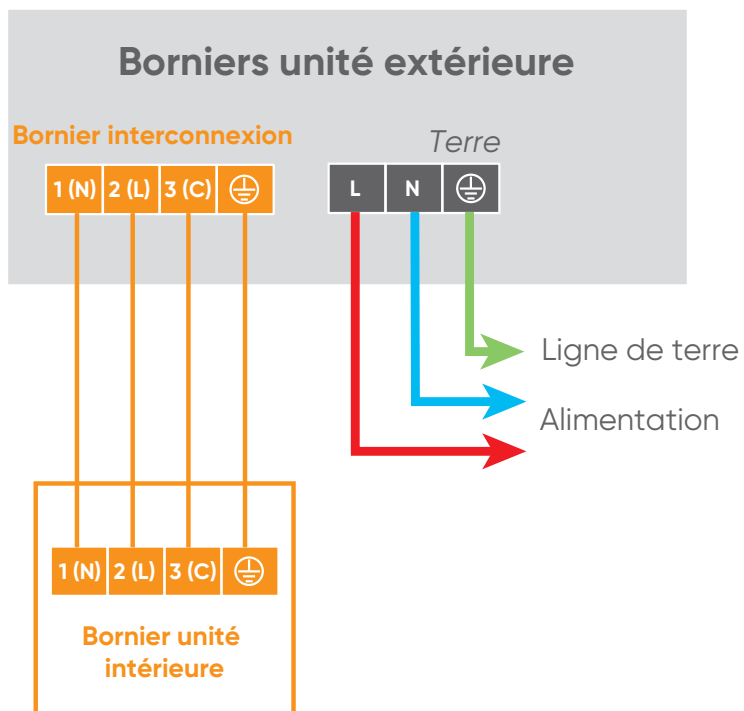 Borniers unité extérieure
Bornier interconnexion
Terre
1 (N) 2 (L) 3 (C)
L N
Ligne de terre
Alimentation
1 (N) 2 (L) 3 (C)
Bornier unité
intérieure